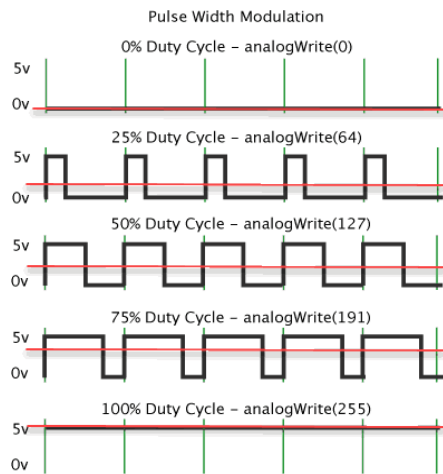 Pulse Width Modulation
0% Duty Cycle – analogWrite(0)
5v
0v
25% Duty Cycle – analogWrite(64)
5v
0v
50% Duty Cycle – analogWrite(127)
5v
0v
75% Duty Cycle – analogWrite(191)
5v
0v
100% Duty Cycle – analogWrite(255)
5v
0v